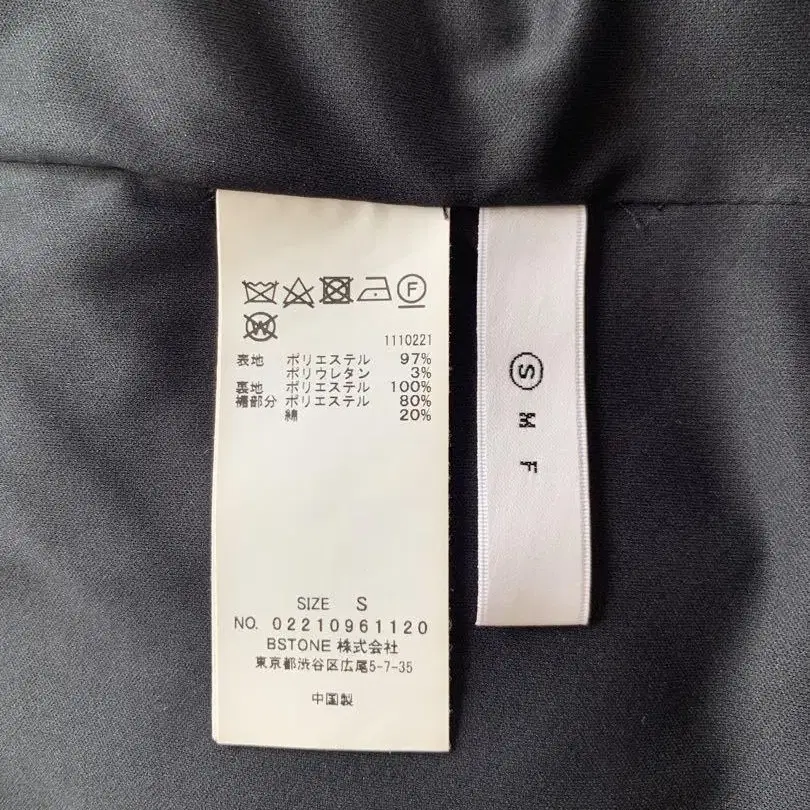 F
W
1110221
表地 ポリエステル 97%
ポリウレタン 3%
裏地 ポリエステル 100%
裾部分 ポリエステル 80%
綿 20%
SIZE S
NO. 02210961120
BSTONE 株式会社
東京都渋谷区広尾5-7-35
中国製
Ⓢ M F